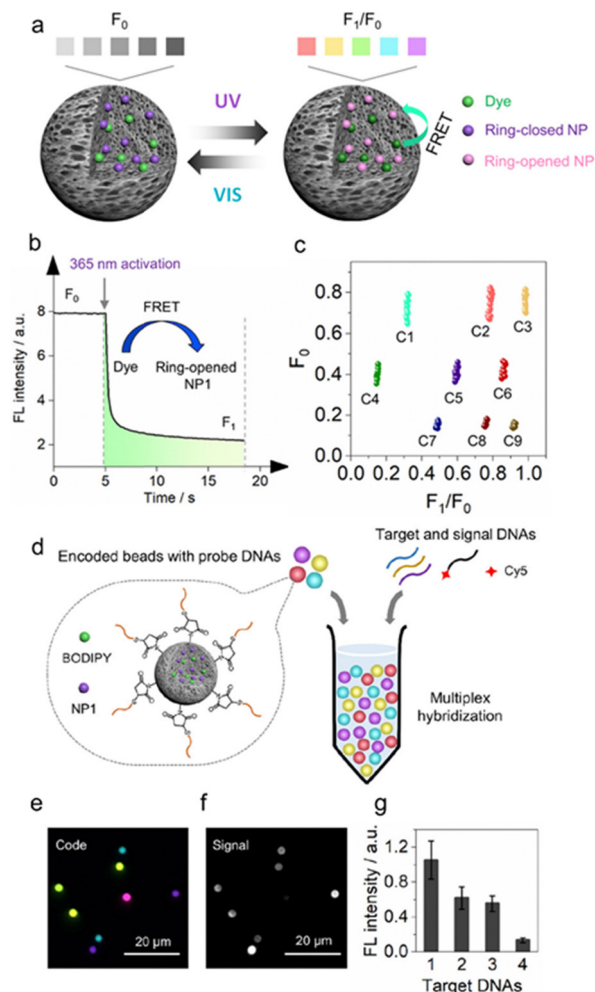 a
F0
F1/F0
UV
VIS
FRET
Dye
Ring-closed NP
Ring-opened NP
b
365 nm activation
F0
FRET
Dye
Ring-opened
NP1
F1
FL intensity / a.u.
8
6
4
2
0
5
10
15
20
Time / s
c
F0
0.8
0.6
0.4
0.2
0.0
C1
C2
C3
C4
C5
C6
C7
C8
C9
0.0 0.2 0.4 0.6 0.8 1.0
F1/F0
d
Encoded beads with probe DNAs
Target and signal DNAs
Cy5
BODIPY
NP1
Multiplex
hybridization
e
Code
20 µm
f
Signal
20 µm
g
FL intensity / a.u.
1.2
0.8
0.4
0.0
1 2 3 4
Target DNAs